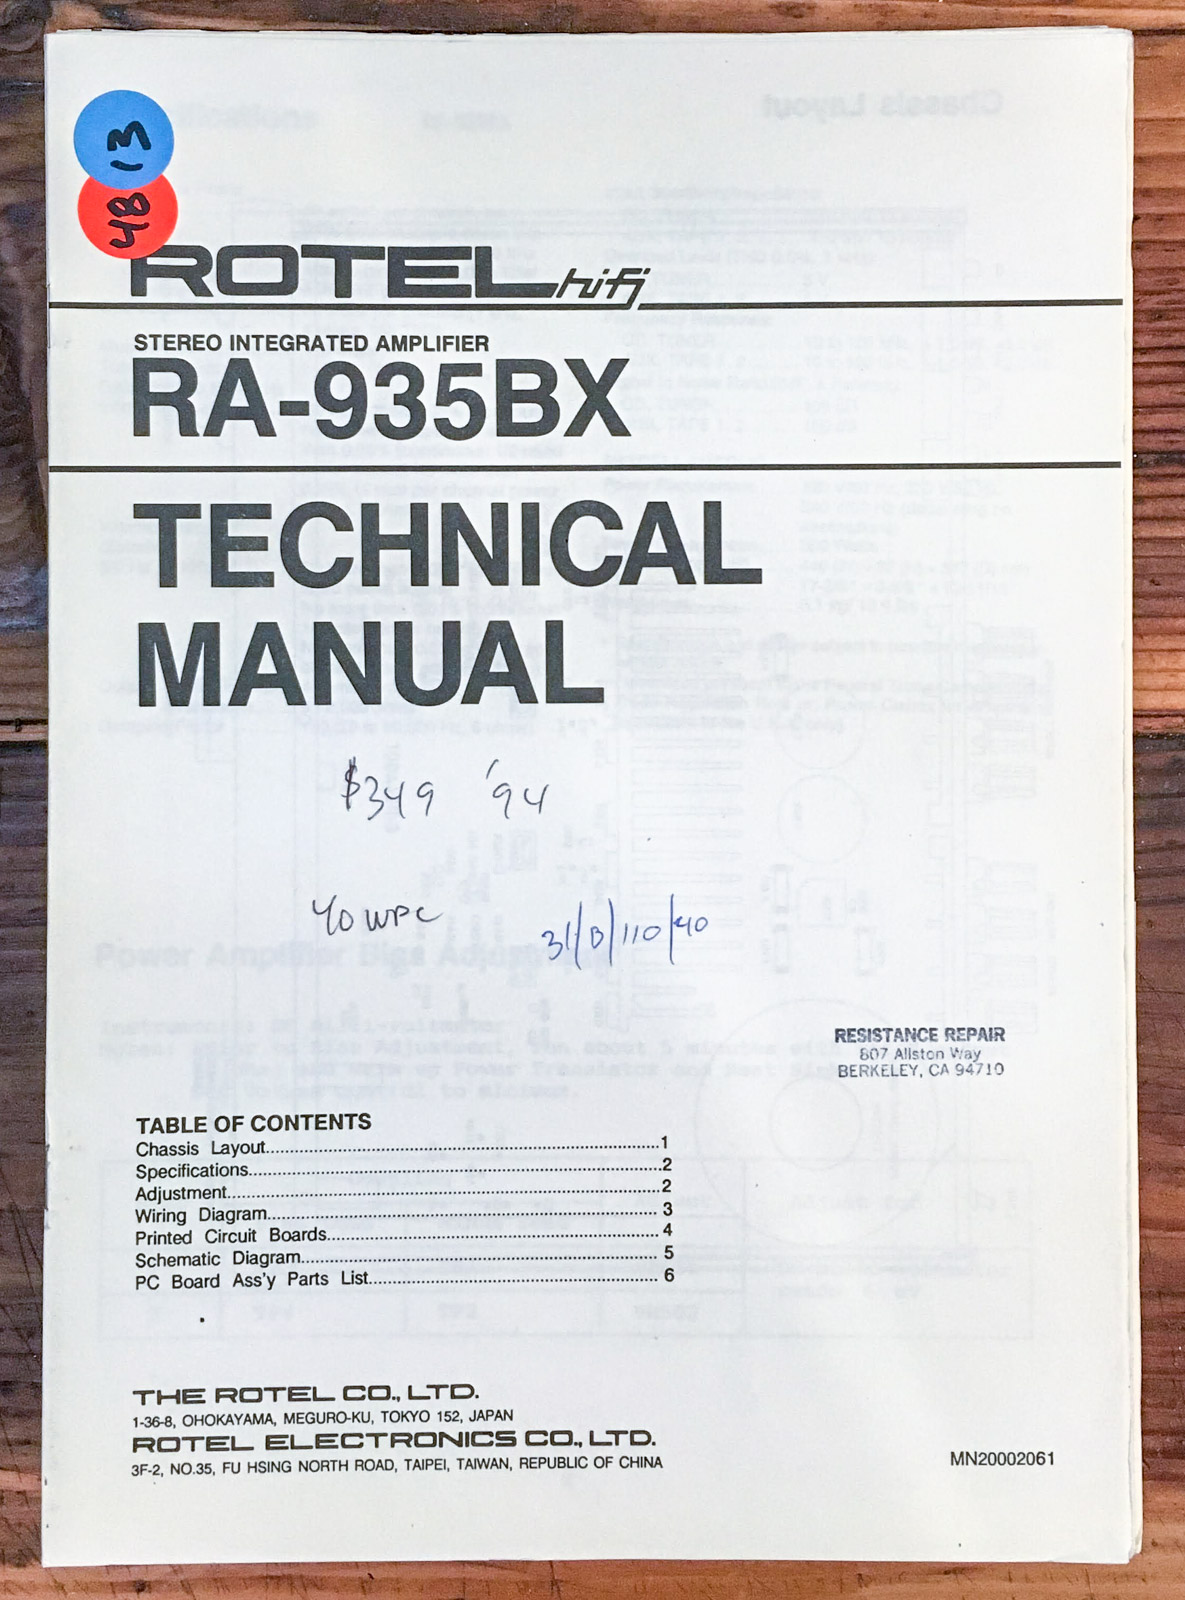 M
48
ROTEL hifi
STEREO INTEGRATED AMPLIFIER
RA-935BX
TECHNICAL
MANUAL
$349 '94
40 WPC
31/B/110/40
RESISTANCE REPAIR
807 Allston Way
BERKELEY, CA 94710
TABLE OF CONTENTS
Chassis Layout..........1
Specifications..........2
Adjustment..........2
Wiring Diagram..........3
Printed Circuit Boards..........4
Schematic Diagram..........5
PC Board Ass'y Parts List..........6
THE ROTEL CO., LTD.
1-36-8, OHOKAYAMA, MEGURO-KU, TOKYO 152, JAPAN
ROTEL ELECTRONICS CO., LTD.
3F-2, NO.35, FU HSING NORTH ROAD, TAIPEI, TAIWAN, REPUBLIC OF CHINA
MN20002061